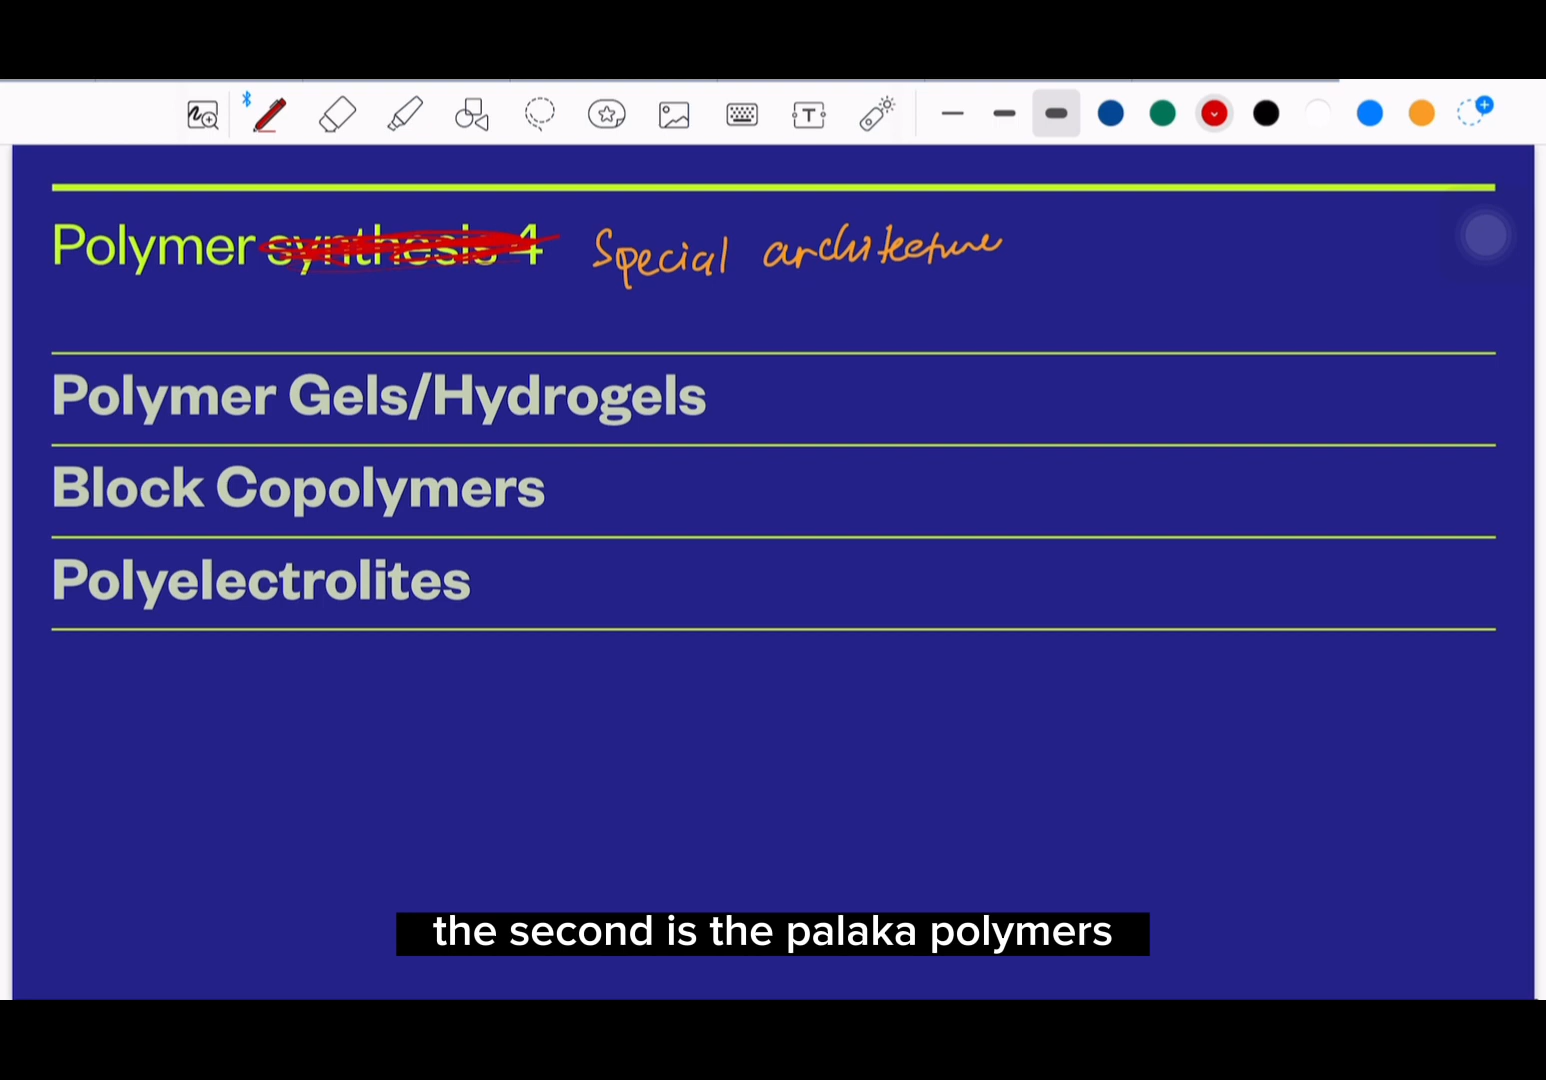 Polymer synthesis 4 Special architecture
Polymer Gels/Hydrogels
Block Copolymers
Polyelectrolites
the second is the palaka polymers